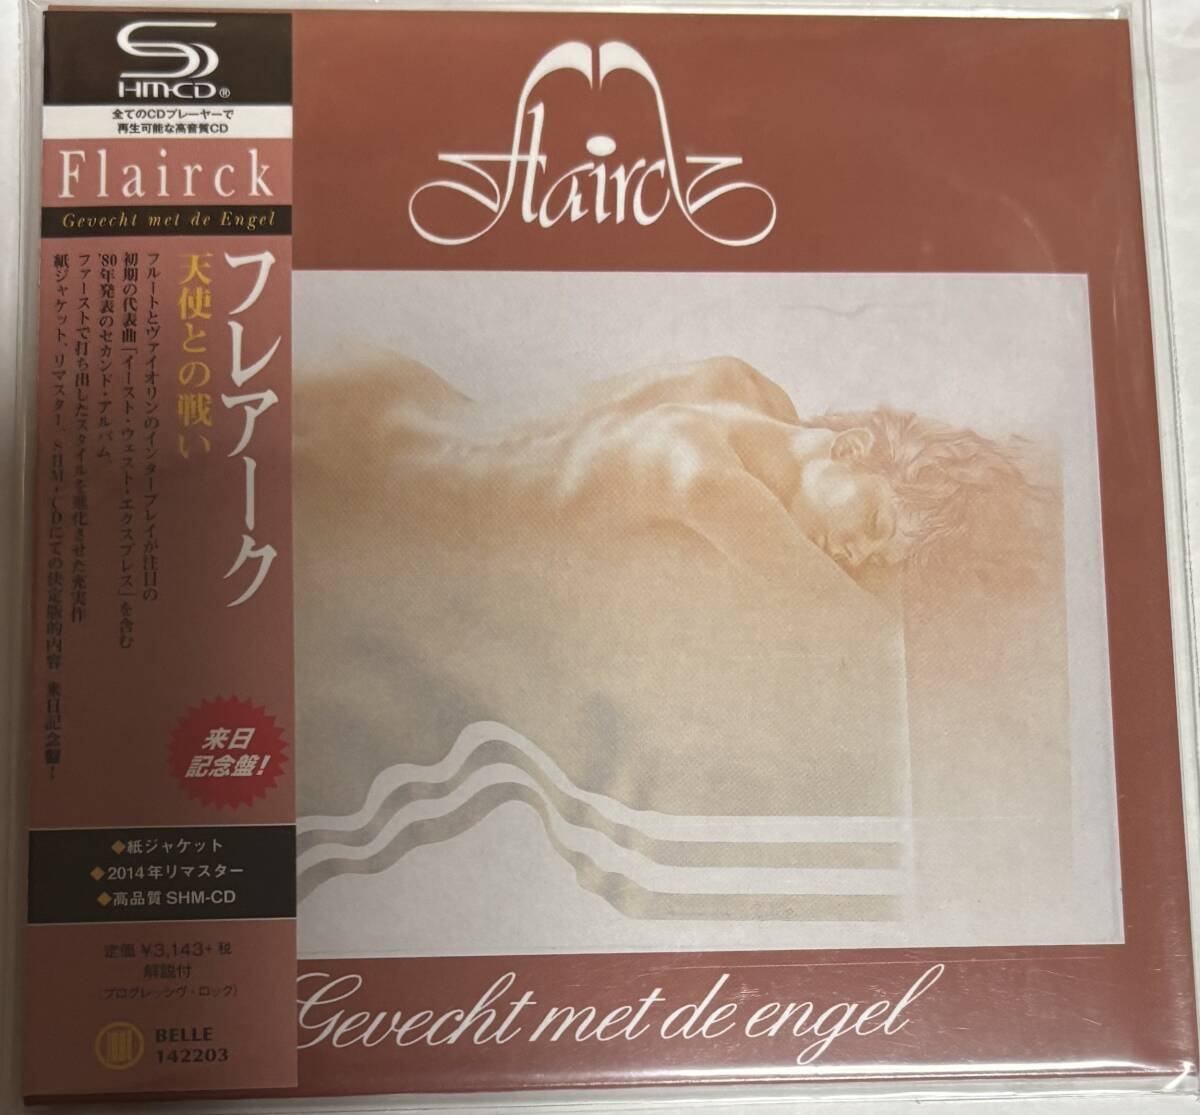 SHM-CD®
全てのCDプレーヤーで
再生可能な高音質CD
Flairck
Gevecht met de Engel
フレアーク
天使との戦い
フルートとヴァイオリンのインタープレイが注目の
初期の代表曲「イースト・ウェスト・エクスプレス」を含む
'80年発表のセカンド・アルバム。
ファーストで打ち出したスタイルを進化させた充実作
紙ジャケット、リマスター、SHM-CDにての決定版的内容 来日記念盤!
来日
記念盤!
◆紙ジャケット
◆2014年リマスター
◆高品質 SHM-CD
定価 ¥3,143+税
解説付
(プログレッシヴ・ロック)
BELLE
142203
flairck
Gevecht met de engel